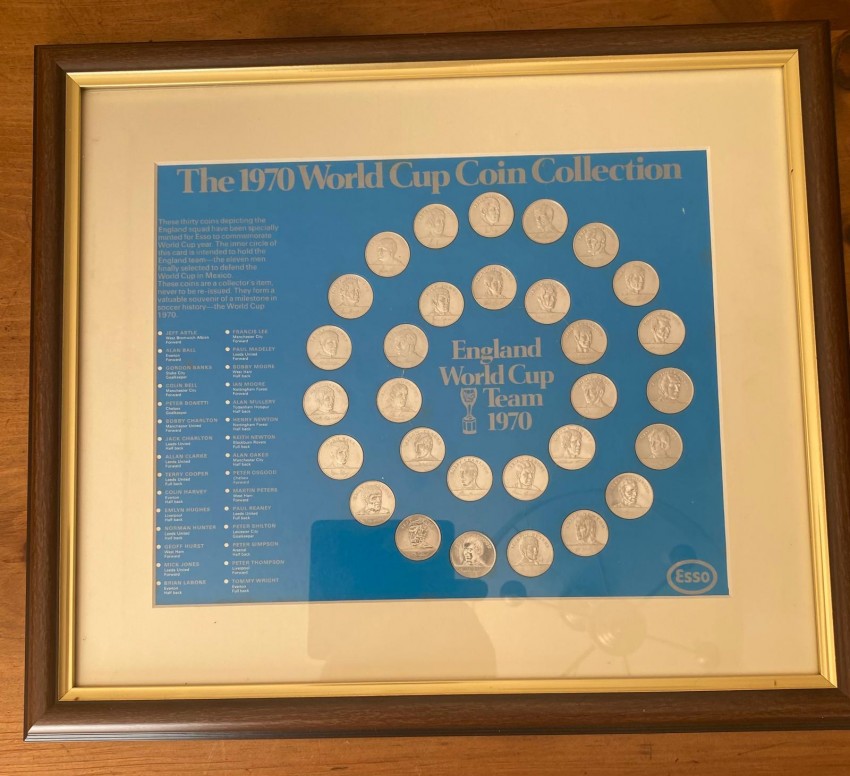 The 1970 World Cup Coin Collection
These thirty coins depicting the
England squad have been specially
minted for Esso to commemorate
World Cup year. The inner circle of
this card is intended to hold the
England team—the eleven men
finally selected to defend the
World Cup in Mexico.
These coins are a collector's item,
never to be re-issued. They form a
valuable souvenir of a milestone in
soccer history—the World Cup
1970.
JEFF ASTLE
West Bromwich Albion
Forward
ALAN BALL
Everton
Forward
GORDON BANKS
Stoke City
Goalkeeper
COLIN BELL
Manchester City
Forward
PETER BONETTI
Chelsea
Goalkeeper
BOBBY CHARLTON
Manchester United
Forward
JACK CHARLTON
Leeds United
Half back
ALLAN CLARKE
Leeds United
Forward
TERRY COOPER
Leeds United
Full back
COLIN HARVEY
Everton
Half back
EMLYN HUGHES
Liverpool
Half back
NORMAN HUNTER
Leeds United
Half back
GEOFF HURST
West Ham
Forward
MICK JONES
Leeds United
Forward
BRIAN LABONE
Everton
Half back
FRANCIS LEE
Manchester City
Forward
PAUL MADELEY
Leeds United
Half back
BOBBY MOORE
West Ham
Half back
IAN MOORE
Nottingham Forest
Forward
ALAN MULLERY
Tottenham Hotspur
Half back
HENRY NEWTON
Nottingham Forest
Half back
KEITH NEWTON
Blackburn Rovers
Full back
ALAN OAKES
Manchester City
Half back
PETER OSGOOD
Chelsea
Forward
MARTIN PETERS
West Ham
Forward
PAUL REANEY
Leeds United
Full back
PETER SHILTON
Leicester City
Goalkeeper
PETER SIMPSON
Arsenal
Half back
PETER THOMPSON
Liverpool
Forward
TOMMY WRIGHT
Everton
Full back
England
World Cup
Team
1970
Esso